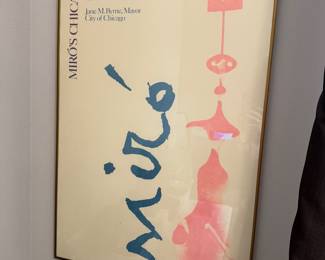 MIRÓ'S CHICA
Jane M. Byrne, Mayor
City of Chicago
miró